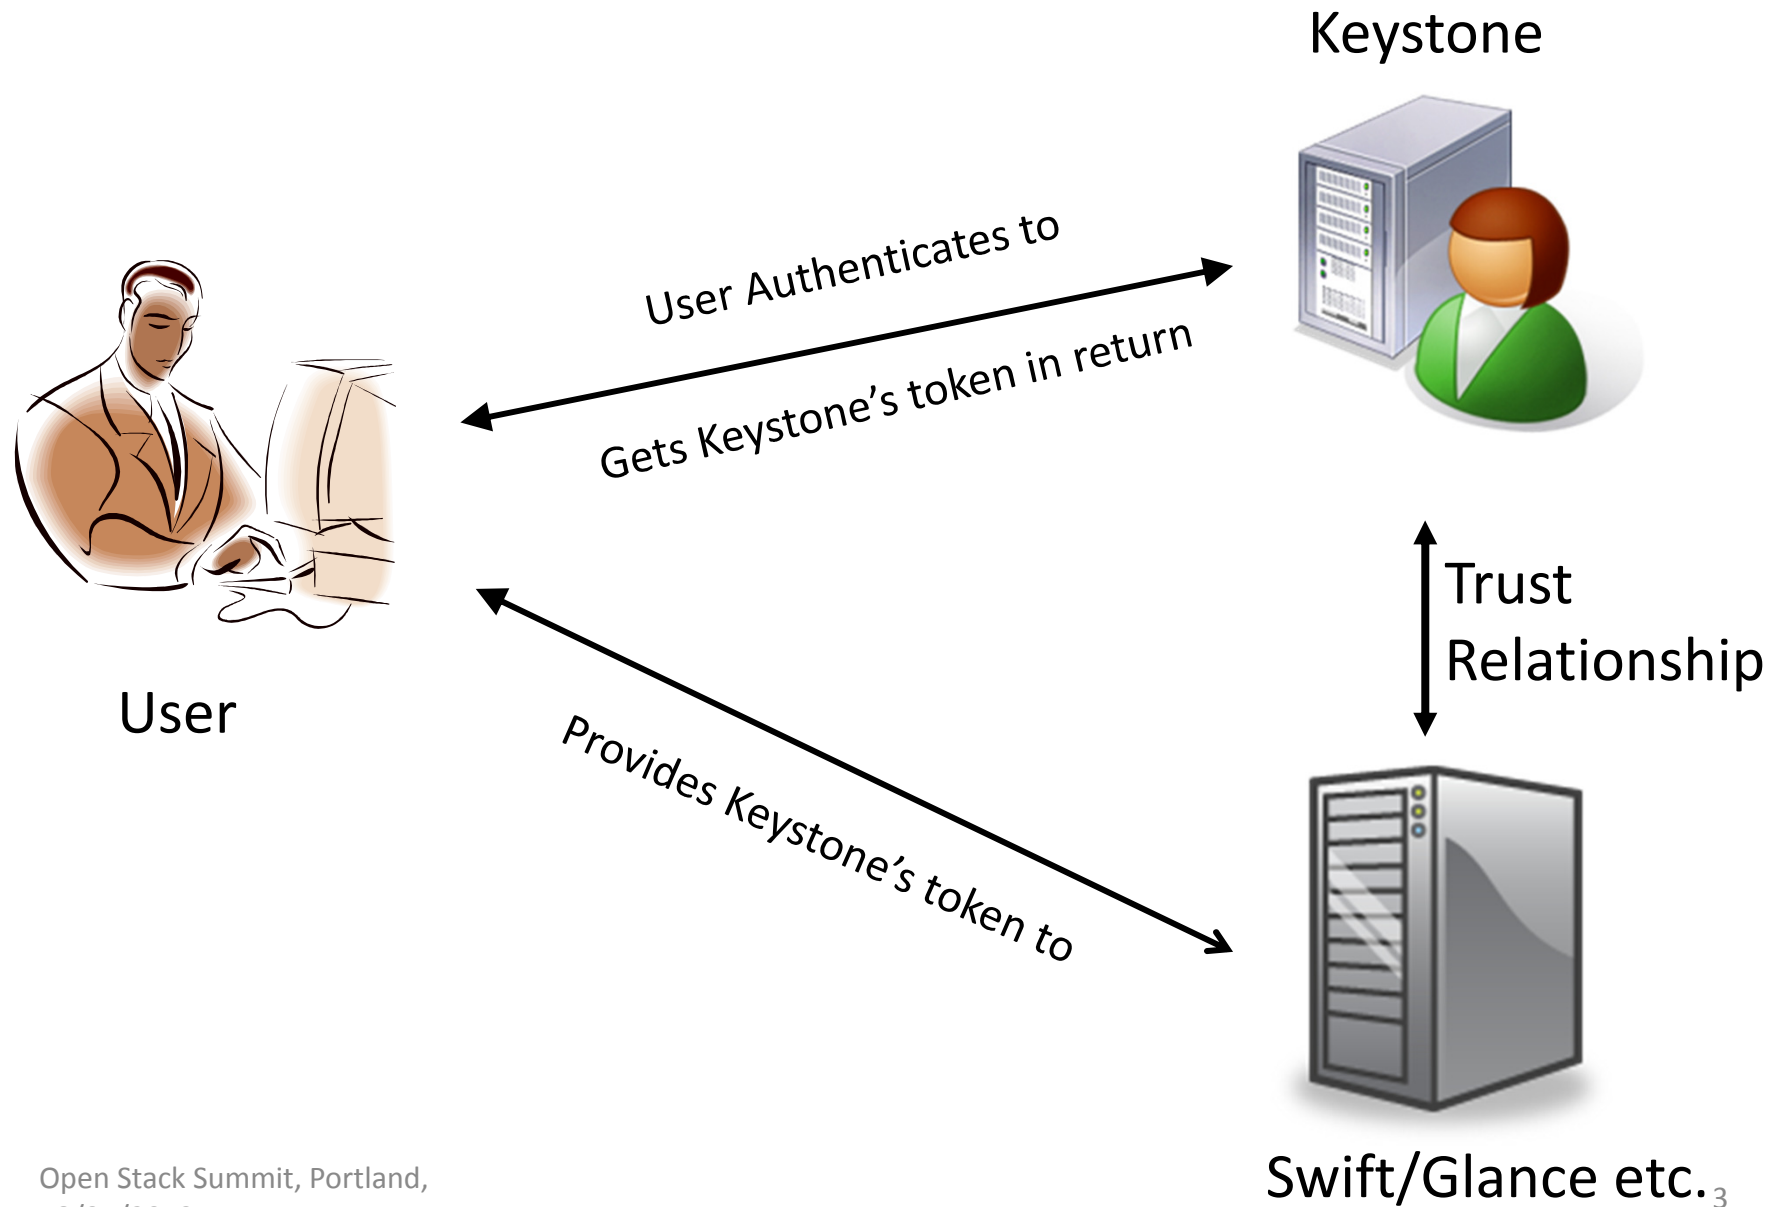 Keystone
User Authenticates to
Gets Keystone’s token in return
Trust
Relationship
User
Provides Keystone’s token to
Swift/Glance etc.
Open Stack Summit, Portland,
3